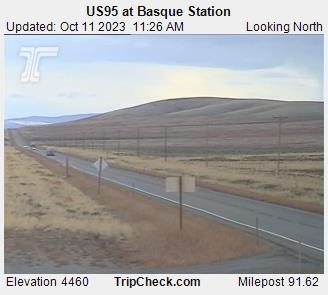 US95 at Basque Station
Updated: Oct 11 2023 11:26 AM Looking North
Elevation 4460 TripCheck.com Milepost 91.62